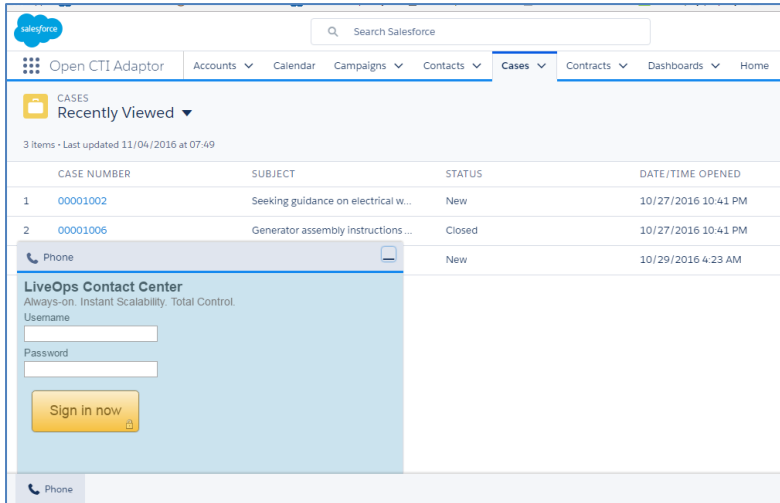 salesforce
Search Salesforce
Open CTI Adaptor Accounts Calendar Campaigns Contacts Cases Contracts Dashboards Home
CASES
Recently Viewed
3 items • Last updated 11/04/2016 at 07:49
CASE NUMBER SUBJECT STATUS DATE/TIME OPENED
1 00001002 Seeking guidance on electrical w... New 10/27/2016 10:41 PM
2 00001006 Generator assembly instructions ... Closed 10/27/2016 10:41 PM
Phone
New 10/29/2016 4:23 AM
LiveOps Contact Center
Always-on. Instant Scalability. Total Control.
Username
Password
Sign in now
Phone